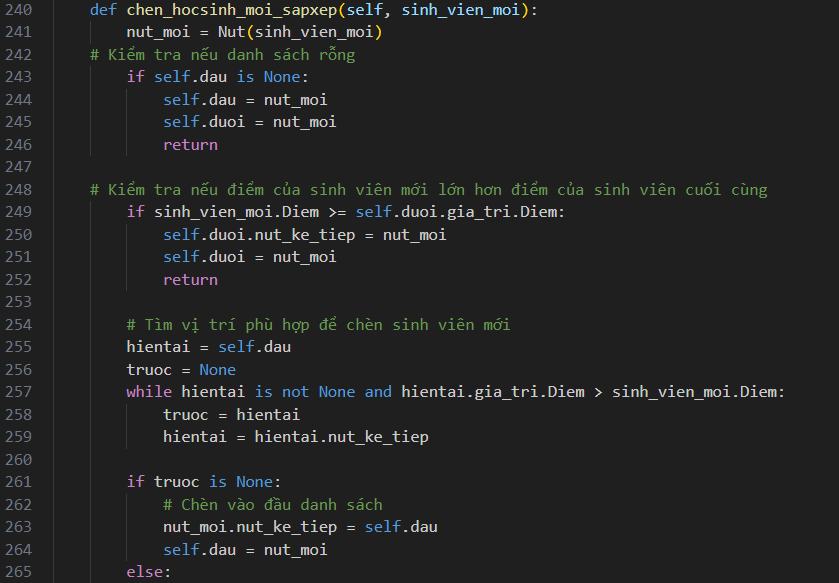 240 def chen_hocsinh_moi_sapxep(self, sinh_vien_moi):
241 nut_moi = Nut(sinh_vien_moi)
242 # Kiểm tra nếu danh sách rỗng
243 if self.dau is None:
244 self.dau = nut_moi
245 self.duoi = nut_moi
246 return
247
248 # Kiểm tra nếu điểm của sinh viên mới lớn hơn điểm của sinh viên cuối cùng
249 if sinh_vien_moi.Diem >= self.duoi.gia_tri.Diem:
250 self.duoi.nut_ke_tiep = nut_moi
251 self.duoi = nut_moi
252 return
253
254 # Tìm vị trí phù hợp để chèn sinh viên mới
255 hientai = self.dau
256 truoc = None
257 while hientai is not None and hientai.gia_tri.Diem > sinh_vien_moi.Diem:
258 truoc = hientai
259 hientai = hientai.nut_ke_tiep
260
261 if truoc is None:
262 # Chèn vào đầu danh sách
263 nut_moi.nut_ke_tiep = self.dau
264 self.dau = nut_moi
265 else: